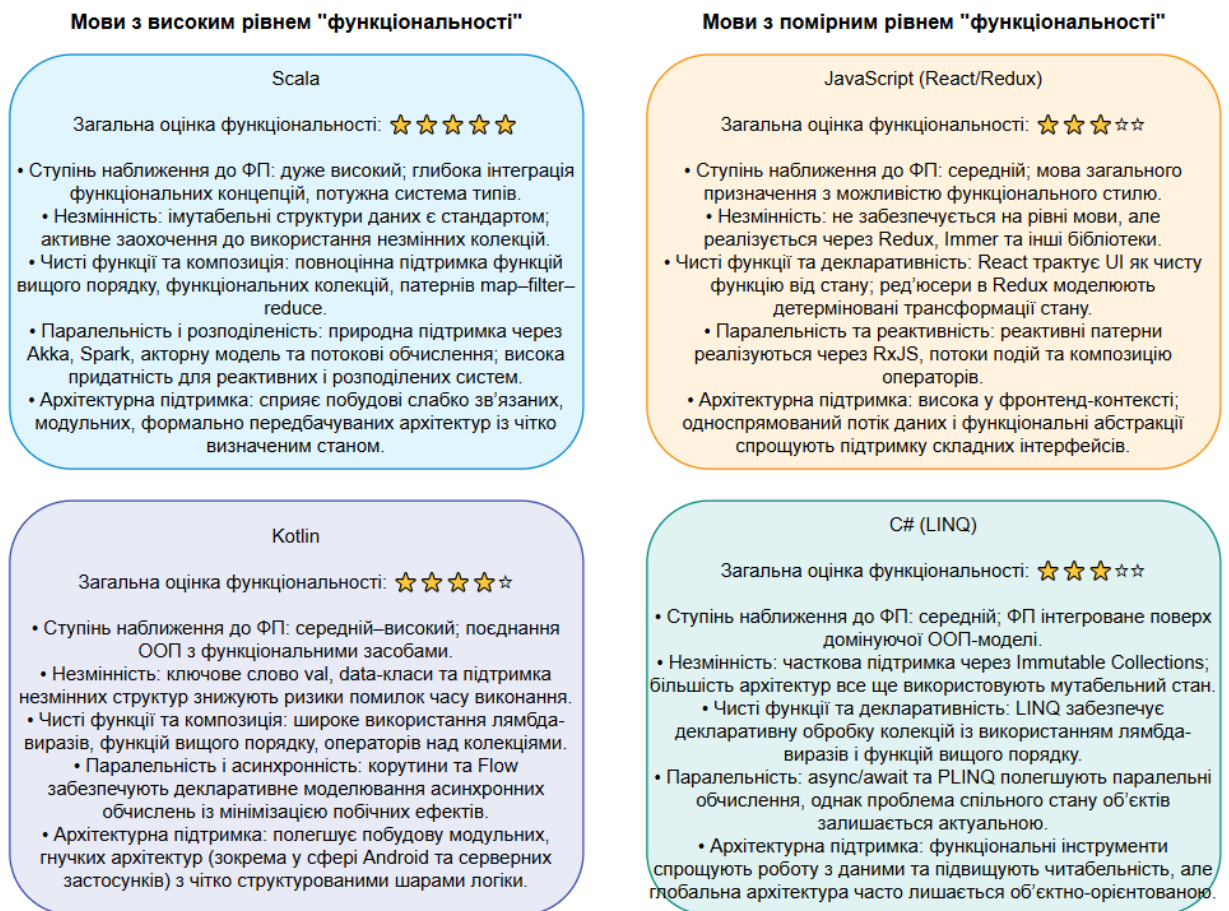 Мови з високим рівнем "функціональності"
Scala
Загальна оцінка функціональності: ⭐⭐⭐⭐⭐
• Ступінь наближення до ФП: дуже високий; глибока інтеграція
функціональних концепцій, потужна система типів.
• Незмінність: імутабельні структури даних є стандартом;
активне заохочення до використання незмінних колекцій.
• Чисті функції та композиція: повноцінна підтримка функцій
вищого порядку, функціональних колекцій, патернів map–filter–
reduce.
• Паралельність і розподіленість: природна підтримка через
Akka, Spark, акторну модель та потокові обчислення; висока
придатність для реактивних і розподілених систем.
• Архітектурна підтримка: сприяє побудові слабко зв’язаних,
модульних, формально передбачуваних архітектур із чітко
визначеним станом.
Kotlin
Загальна оцінка функціональності: ⭐⭐⭐⭐☆
• Ступінь наближення до ФП: середній–високий; поєднання
ООП з функціональними засобами.
• Незмінність: ключове слово val, data-класи та підтримка
незмінних структур знижують ризики помилок часу виконання.
• Чисті функції та композиція: широке використання лямбда-
виразів, функцій вищого порядку, операторів над колекціями.
• Паралельність і асинхронність: корутини та Flow
забезпечують декларативне моделювання асинхронних
обчислень із мінімізацією побічних ефектів.
• Архітектурна підтримка: полегшує побудову модульних,
гнучких архітектур (зокрема у сфері Android та серверних
застосунків) з чітко структурованими шарами логіки.
Мови з помірним рівнем "функціональності"
JavaScript (React/Redux)
Загальна оцінка функціональності: ⭐⭐⭐☆☆
• Ступінь наближення до ФП: середній; мова загального
призначення з можливістю функціонального стилю.
• Незмінність: не забезпечується на рівні мови, але
реалізується через Redux, Immer та інші бібліотеки.
• Чисті функції та декларативність: React трактує UI як чисту
функцію від стану; ред’юсери в Redux моделюють
детерміновані трансформації стану.
• Паралельність та реактивність: реактивні патерни
реалізуються через RxJS, потоки подій та композицію
операторів.
• Архітектурна підтримка: висока у фронтенд-контексті;
односпрямований потік даних і функціональні абстракції
спрощують підтримку складних інтерфейсів.
C# (LINQ)
Загальна оцінка функціональності: ⭐⭐⭐☆☆
• Ступінь наближення до ФП: середній; ФП інтегроване поверх
домінуючої ООП-моделі.
• Незмінність: часткова підтримка через Immutable Collections;
більшість архітектур все ще використовують мутабельний стан.
• Чисті функції та декларативність: LINQ забезпечує
декларативну обробку колекцій із використанням лямбда-
виразів і функцій вищого порядку.
• Паралельність: async/await та PLINQ полегшують паралельні
обчислення, однак проблема спільного стану об’єктів
залишається актуальною.
• Архітектурна підтримка: функціональні інструменти
спрощують роботу з даними та підвищують читабельність, але
глобальна архітектура часто лишається об’єктно-орієнтованою.